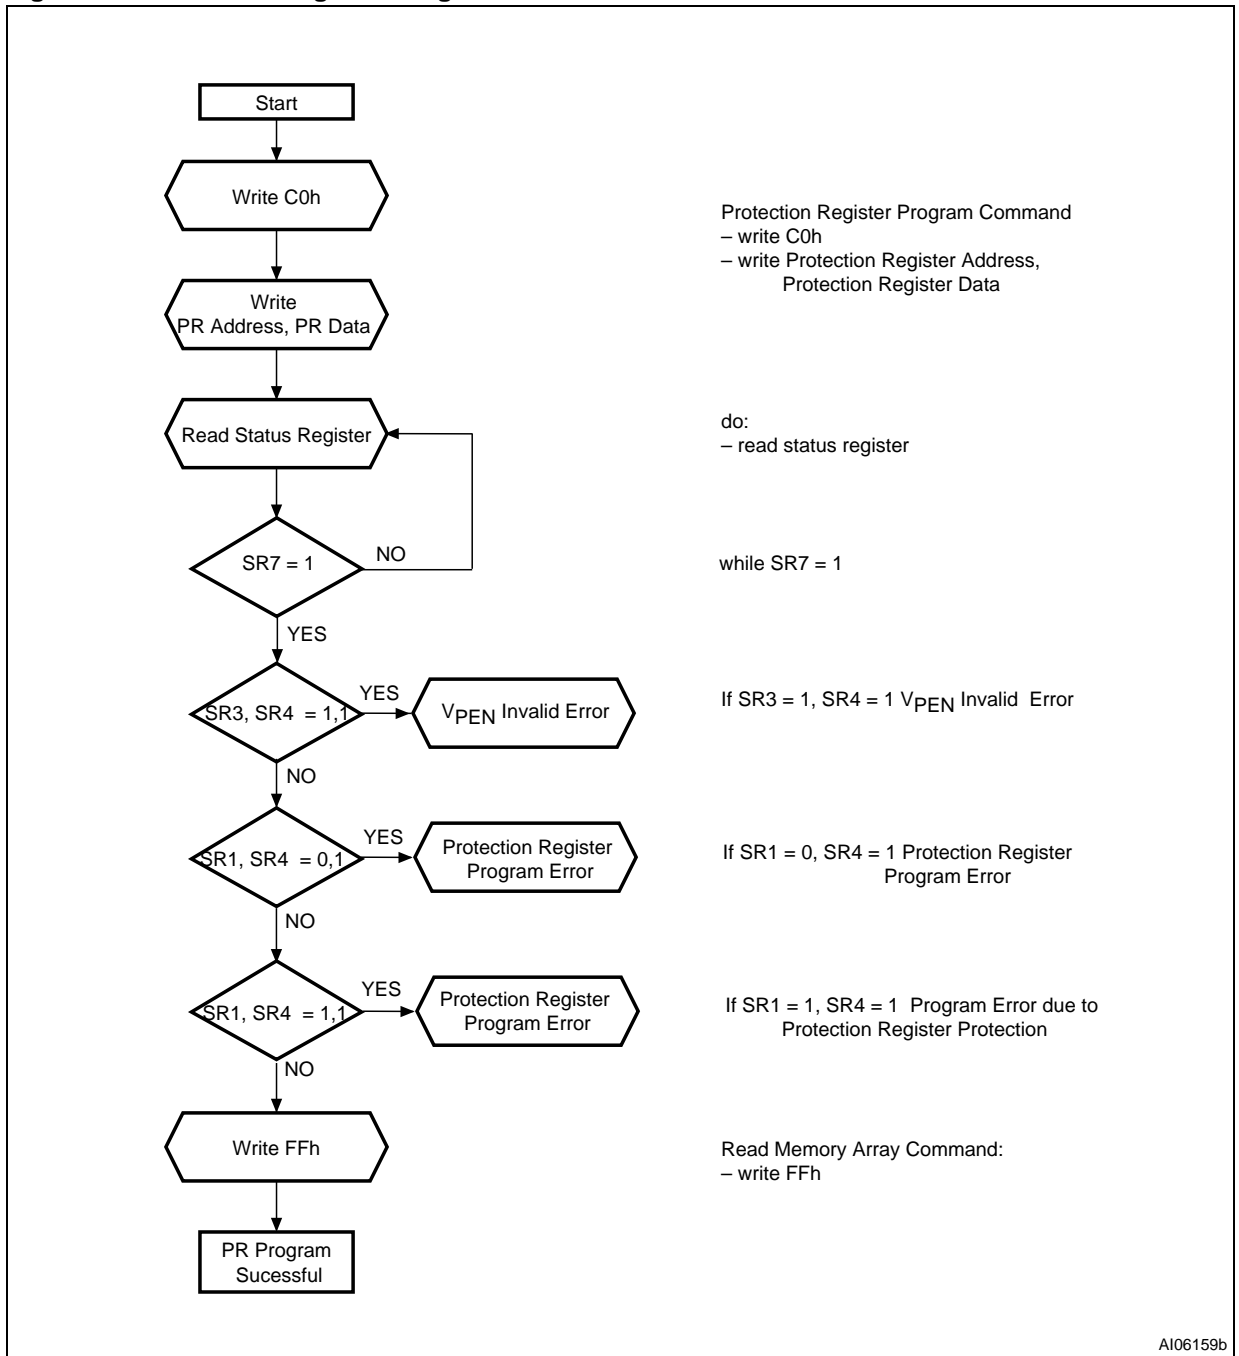 Start
Write C0h
Protection Register Program Command
– write C0h
– write Protection Register Address,
Protection Register Data
Write
PR Address, PR Data
Read Status Register
do:
– read status register
SR7 = 1
NO
while SR7 = 1
YES
SR3, SR4 = 1,1
YES
VPEN Invalid Error
If SR3 = 1, SR4 = 1 VPEN Invalid Error
NO
SR1, SR4 = 0,1
YES
Protection Register
Program Error
If SR1 = 0, SR4 = 1 Protection Register
Program Error
NO
SR1, SR4 = 1,1
YES
Protection Register
Program Error
If SR1 = 1, SR4 = 1 Program Error due to
Protection Register Protection
NO
Write FFh
Read Memory Array Command:
– write FFh
PR Program
Sucessful
AI06159b